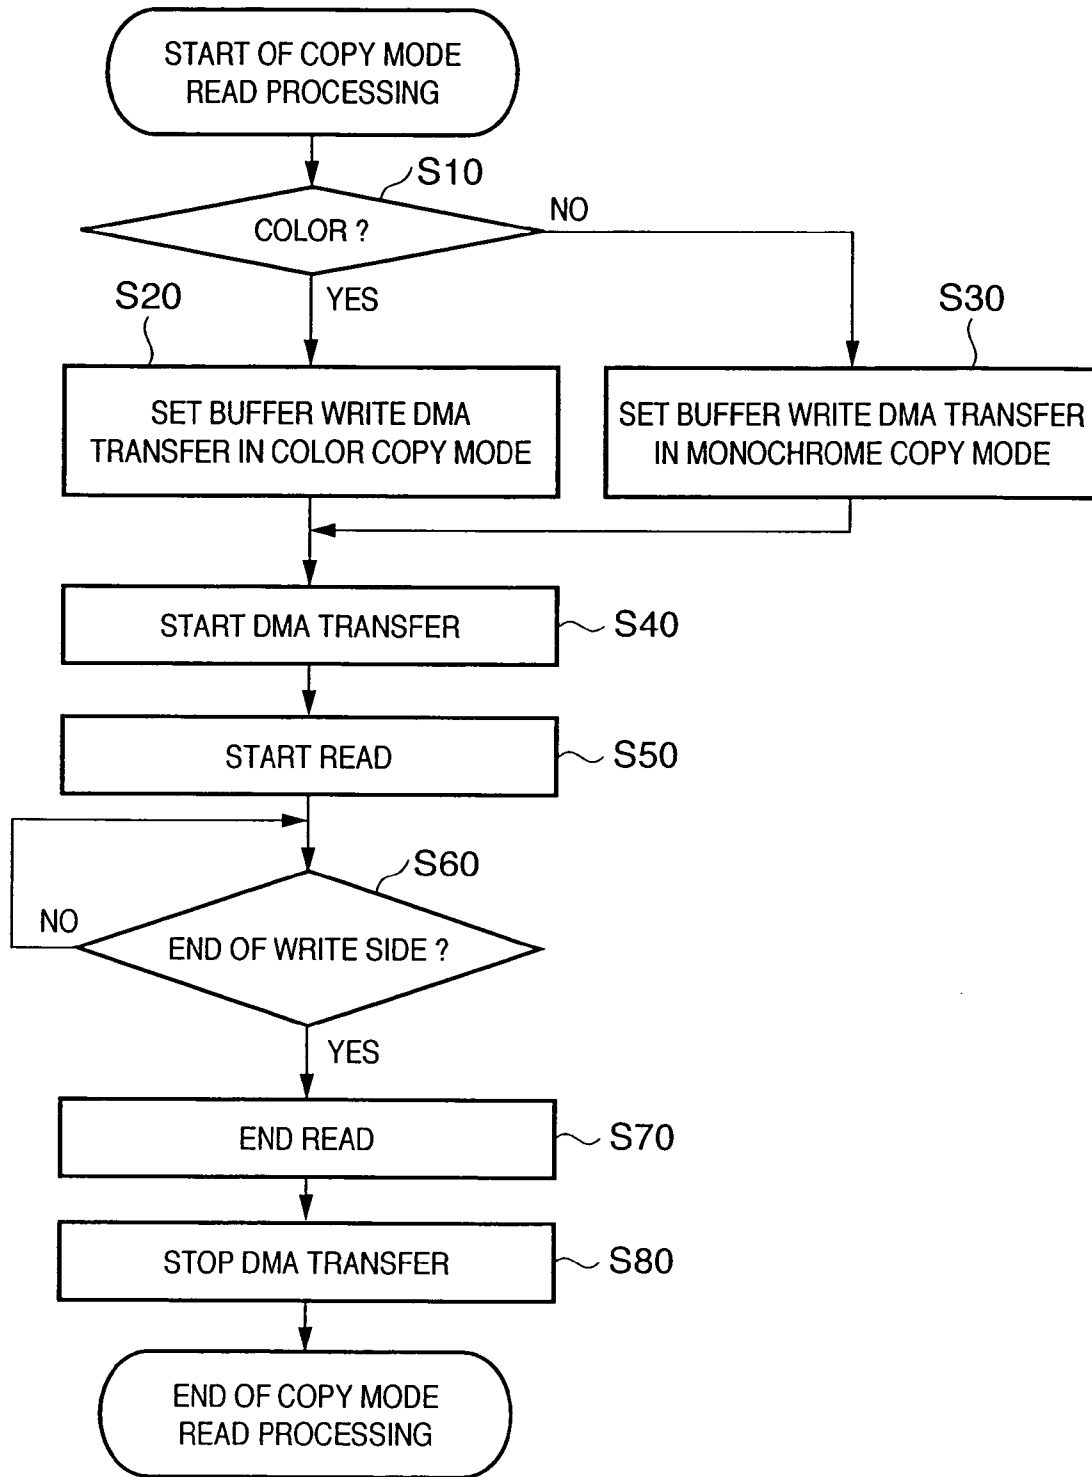 START OF COPY MODE
READ PROCESSING
S10
COLOR ?
NO
YES
S20
S30
SET BUFFER WRITE DMA
TRANSFER IN COLOR COPY MODE
SET BUFFER WRITE DMA TRANSFER
IN MONOCHROME COPY MODE
START DMA TRANSFER
S40
START READ
S50
S60
NO
END OF WRITE SIDE ?
YES
END READ
S70
STOP DMA TRANSFER
S80
END OF COPY MODE
READ PROCESSING